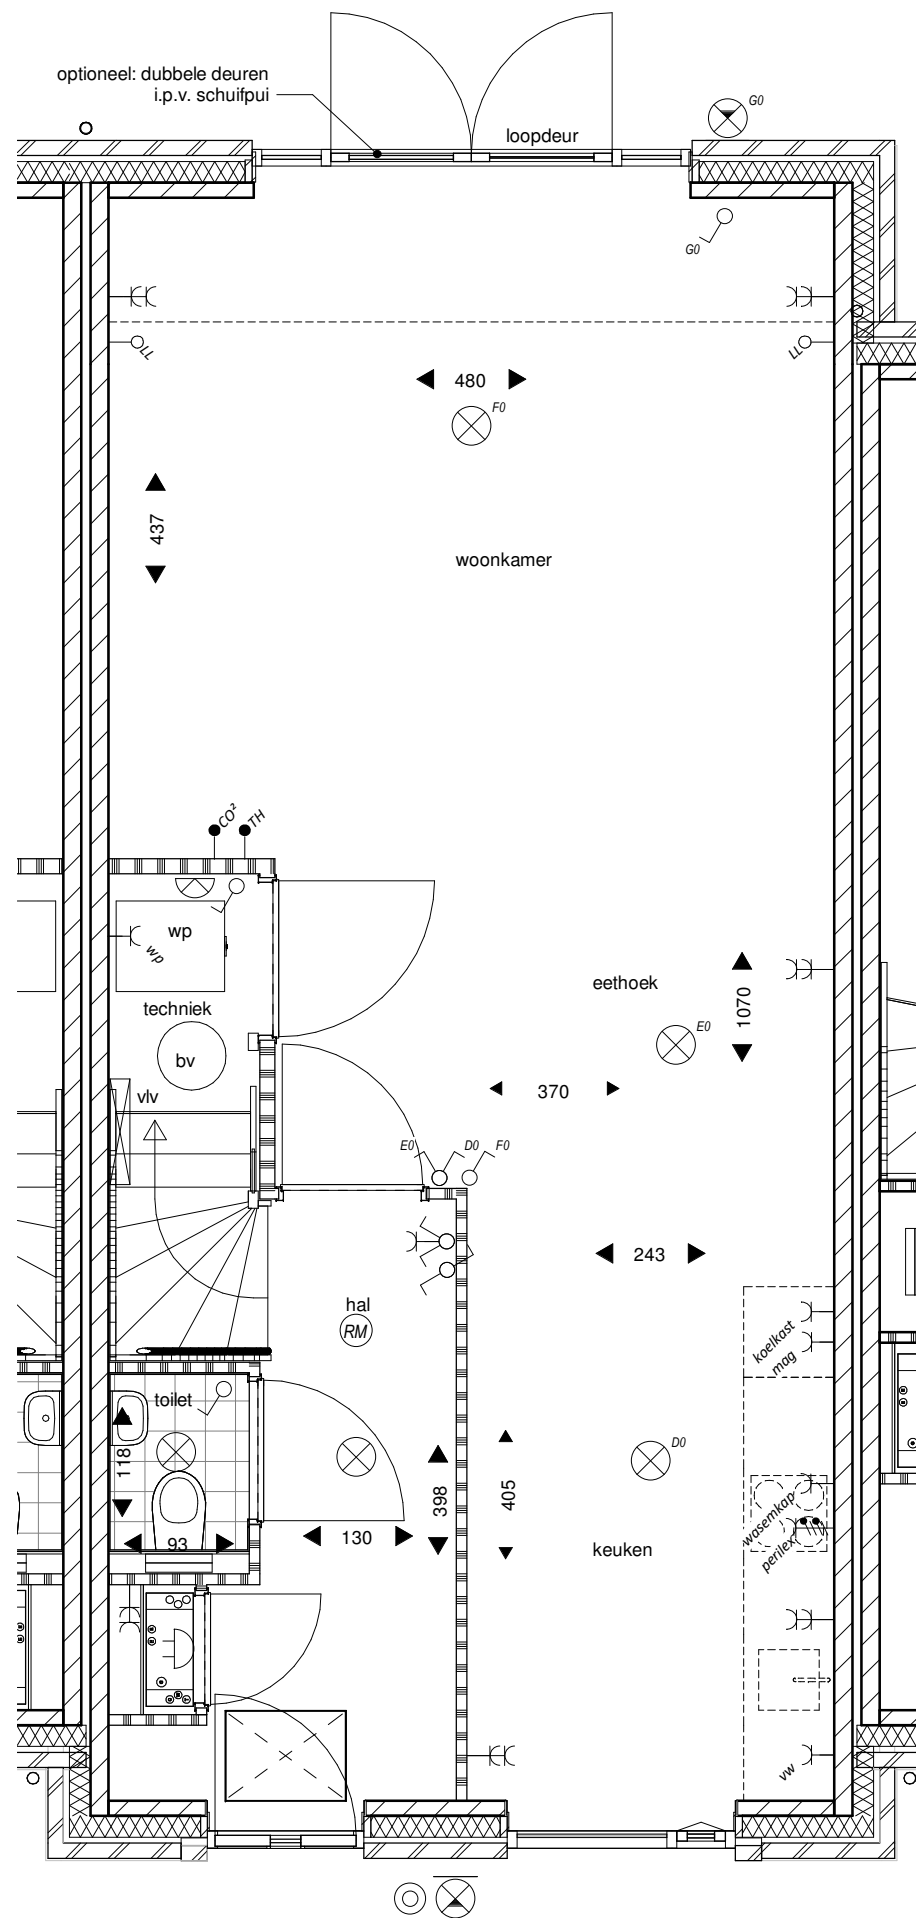 optioneel: dubbele deuren
i.p.v. schuifpui
loopdeur
G0
G0
LL
LL
480
F0
437
woonkamer
CO²
TH
wp
wp
techniek
bv
vlv
eethoek
1070
E0
370
E0
D0
F0
243
hal
RM
koelkast
mag
toilet
118
93
130
398
405
D0
wasemkap
perilex
keuken
vw